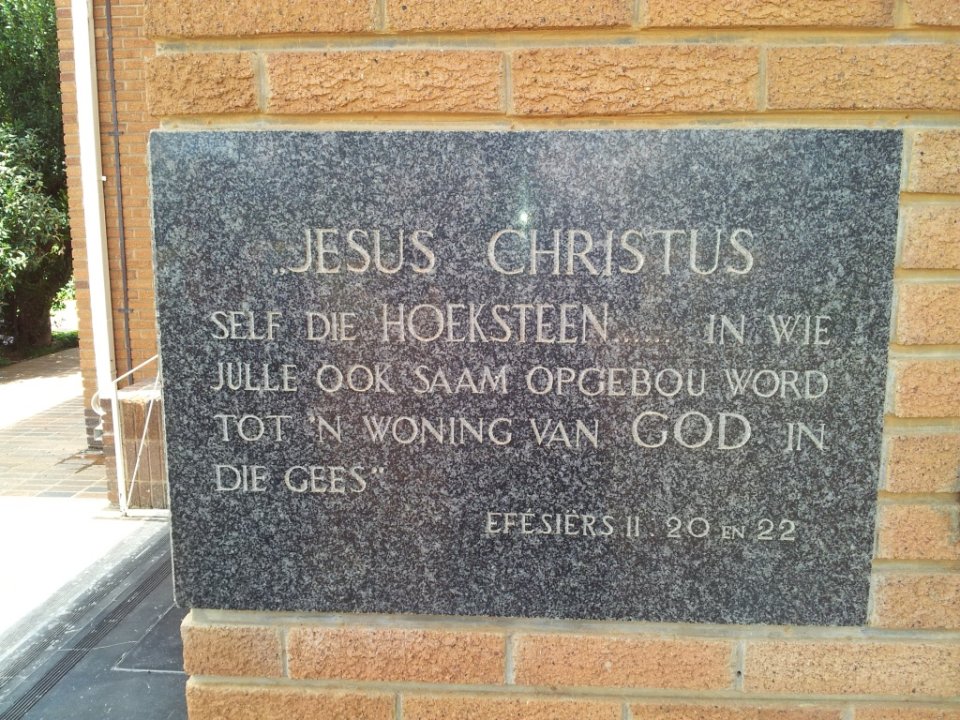 „JESUS CHRISTUS
SELF DIE HOEKSTEEN...... IN WIE
JULLE OOK SAAM OPGEBOU WORD
TOT 'N WONING VAN GOD IN
DIE GEES"
EFÉSIËRS II. 20 EN 22